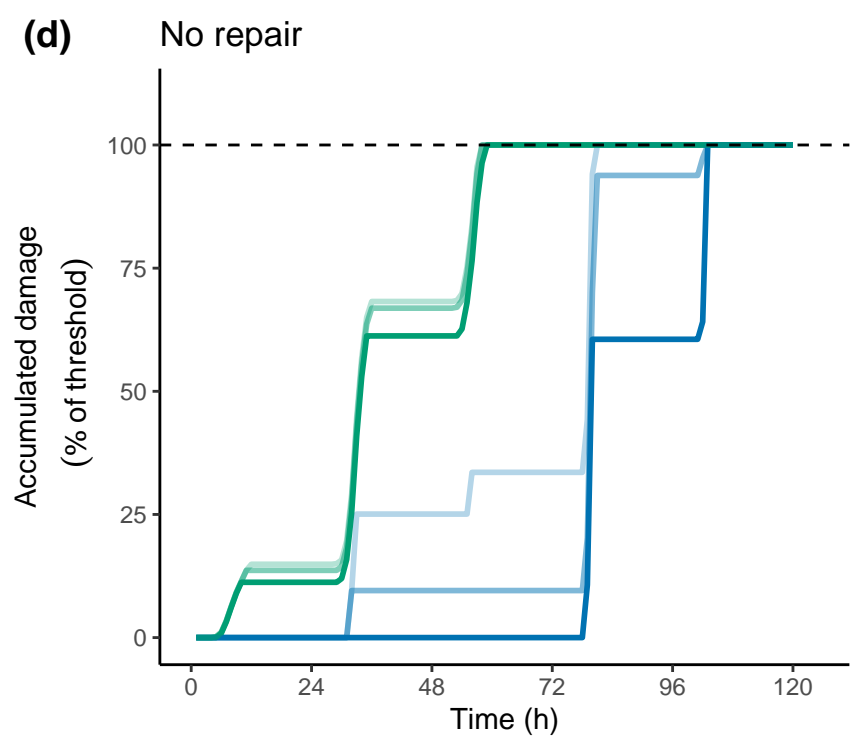 (d) No repair
Accumulated damage
(% of threshold)
100
75
50
25
0
0 24 48 72 96 120
Time (h)